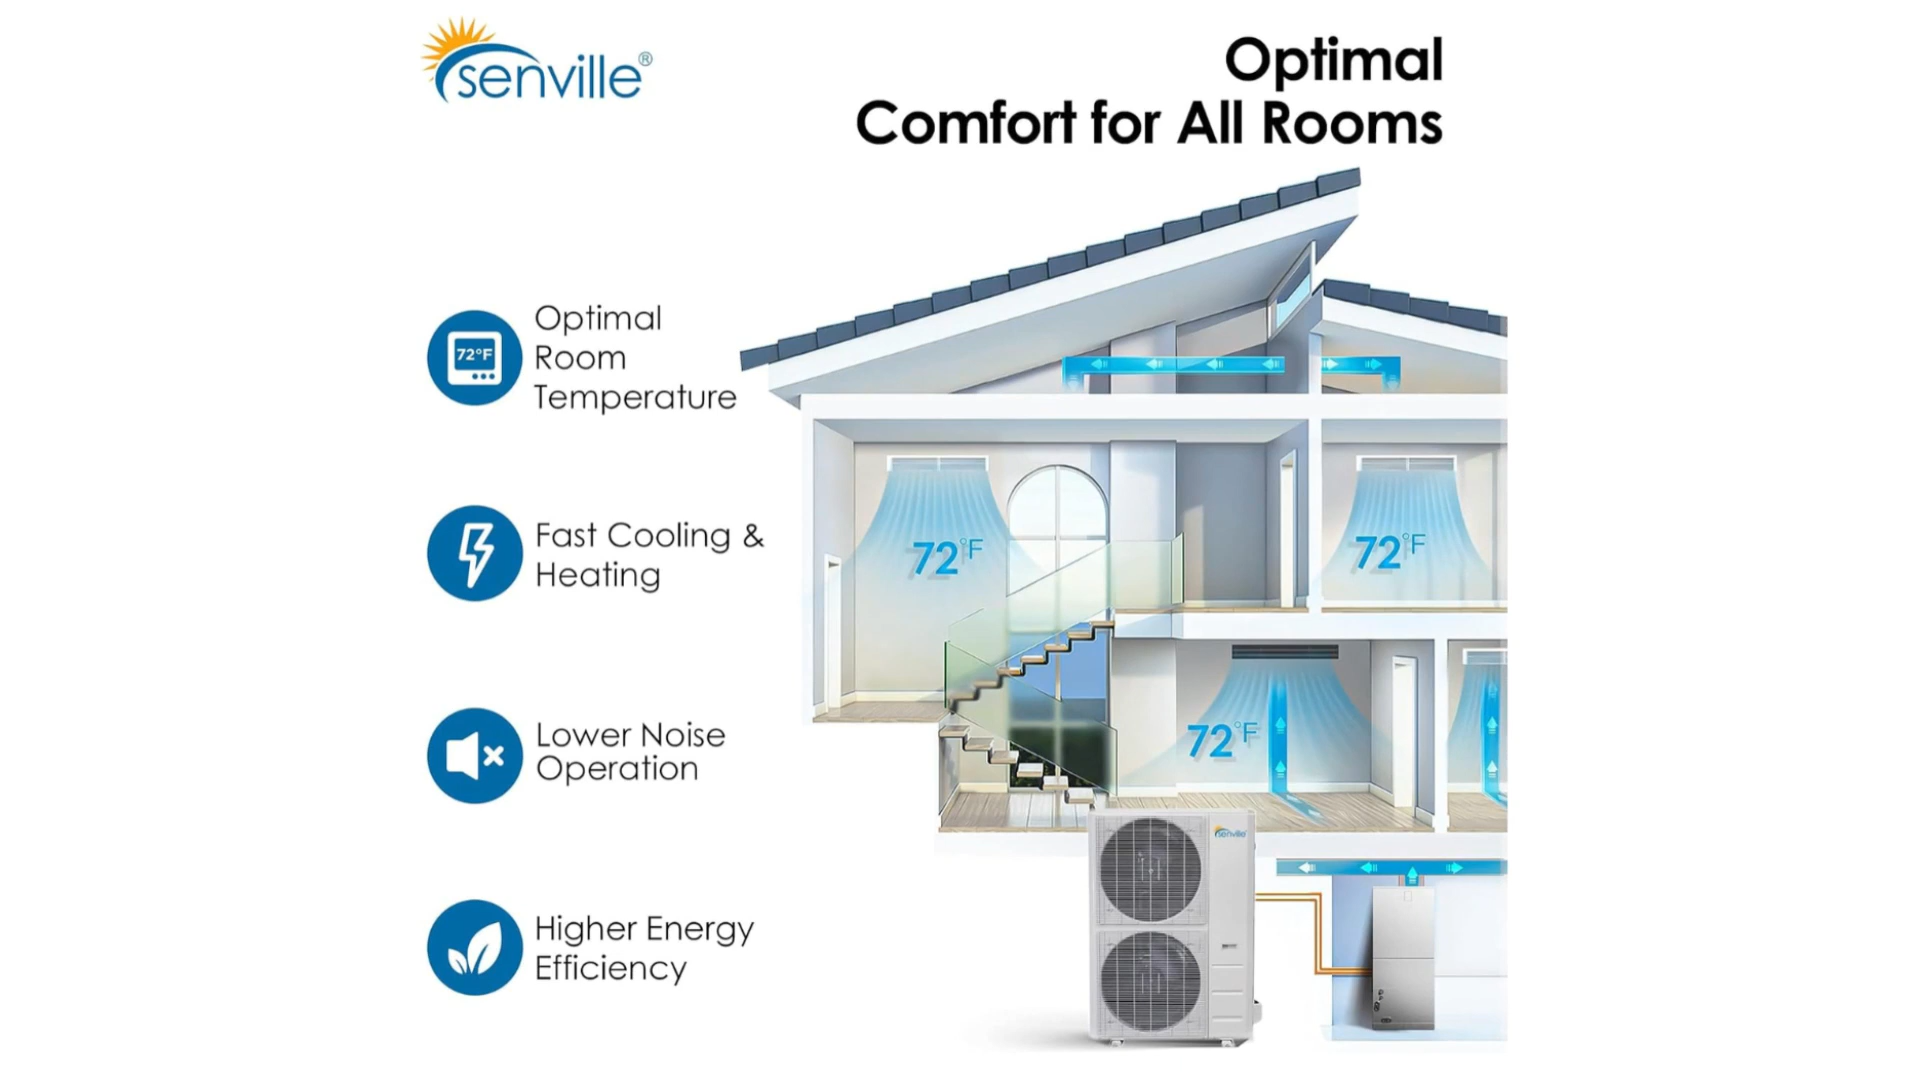 senville®
Optimal
Comfort for All Rooms
72°F
Optimal
Room
Temperature
Fast Cooling &
Heating
Lower Noise
Operation
Higher Energy
Efficiency
72°F
72°F
72°F
senville